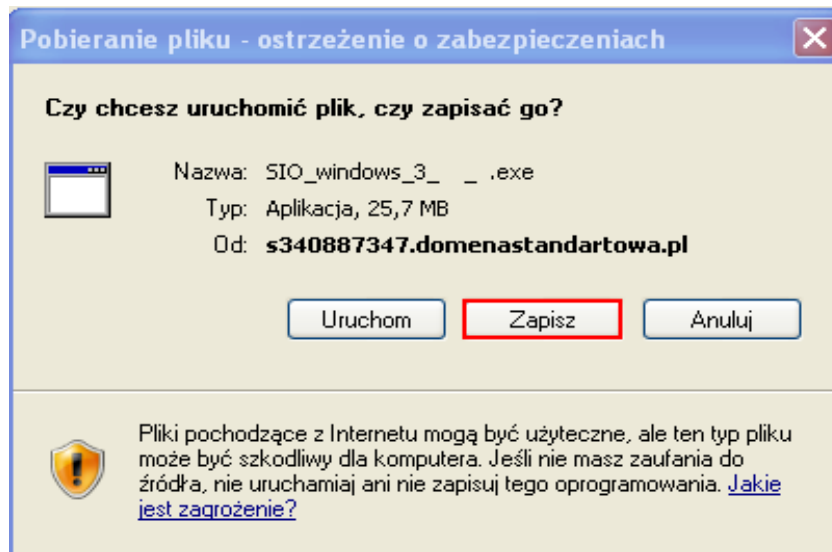 Pobieranie pliku - ostrzeżenie o zabezpieczeniach
Czy chcesz uruchomić plik, czy zapisać go?
Nazwa: SIO_windows_3_ _ .exe
Typ: Aplikacja, 25,7 MB
Od: s340887347.domenastandartowa.pl
Uruchom Zapisz Anuluj
Pliki pochodzące z Internetu mogą być użyteczne, ale ten typ pliku
może być szkodliwy dla komputera. Jeśli nie masz zaufania do
źródła, nie uruchamiaj ani nie zapisuj tego oprogramowania. Jakie
jest zagrożenie?